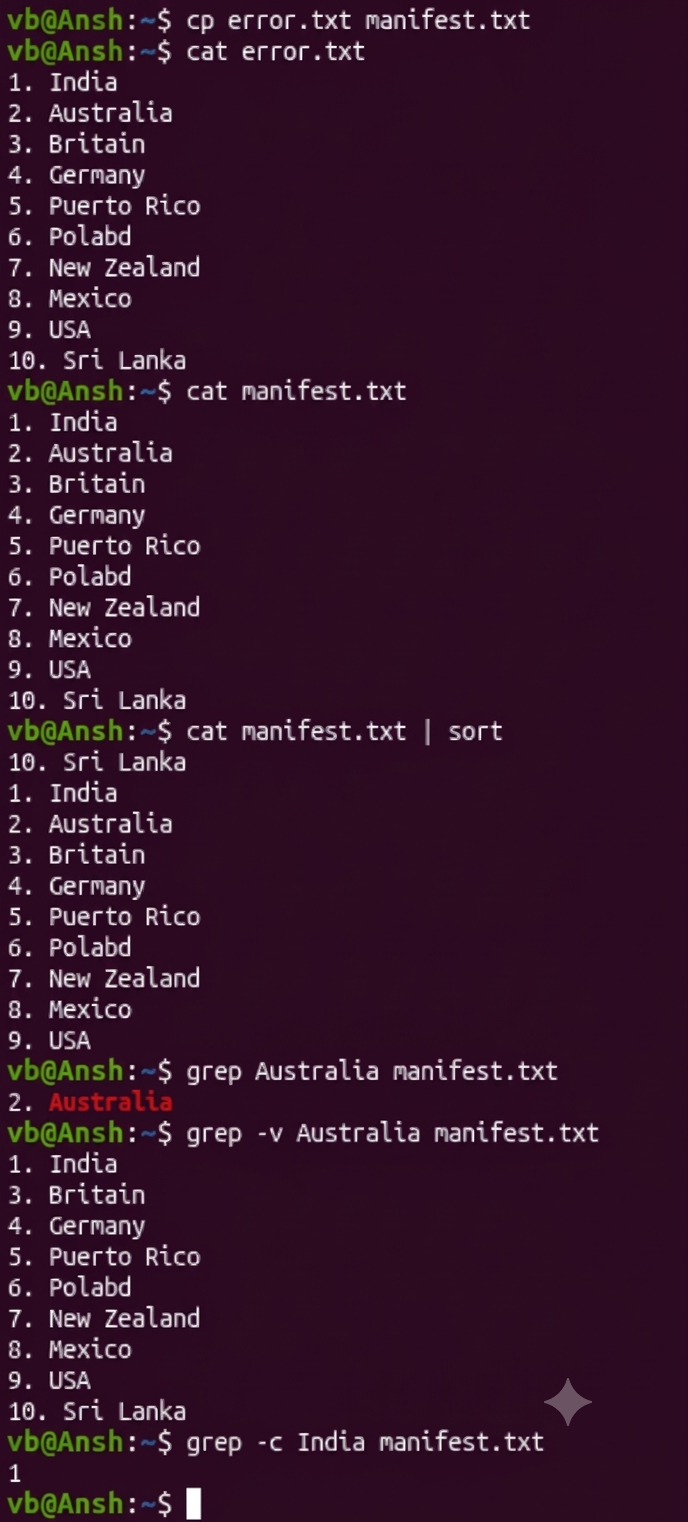 vb@Ansh:~$ cp error.txt manifest.txt
vb@Ansh:~$ cat error.txt
1. India
2. Australia
3. Britain
4. Germany
5. Puerto Rico
6. Polabd
7. New Zealand
8. Mexico
9. USA
10. Sri Lanka
vb@Ansh:~$ cat manifest.txt
1. India
2. Australia
3. Britain
4. Germany
5. Puerto Rico
6. Polabd
7. New Zealand
8. Mexico
9. USA
10. Sri Lanka
vb@Ansh:~$ cat manifest.txt | sort
10. Sri Lanka
1. India
2. Australia
3. Britain
4. Germany
5. Puerto Rico
6. Polabd
7. New Zealand
8. Mexico
9. USA
vb@Ansh:~$ grep Australia manifest.txt
2. Australia
vb@Ansh:~$ grep -v Australia manifest.txt
1. India
3. Britain
4. Germany
5. Puerto Rico
6. Polabd
7. New Zealand
8. Mexico
9. USA
10. Sri Lanka
vb@Ansh:~$ grep -c India manifest.txt
1
vb@Ansh:~$